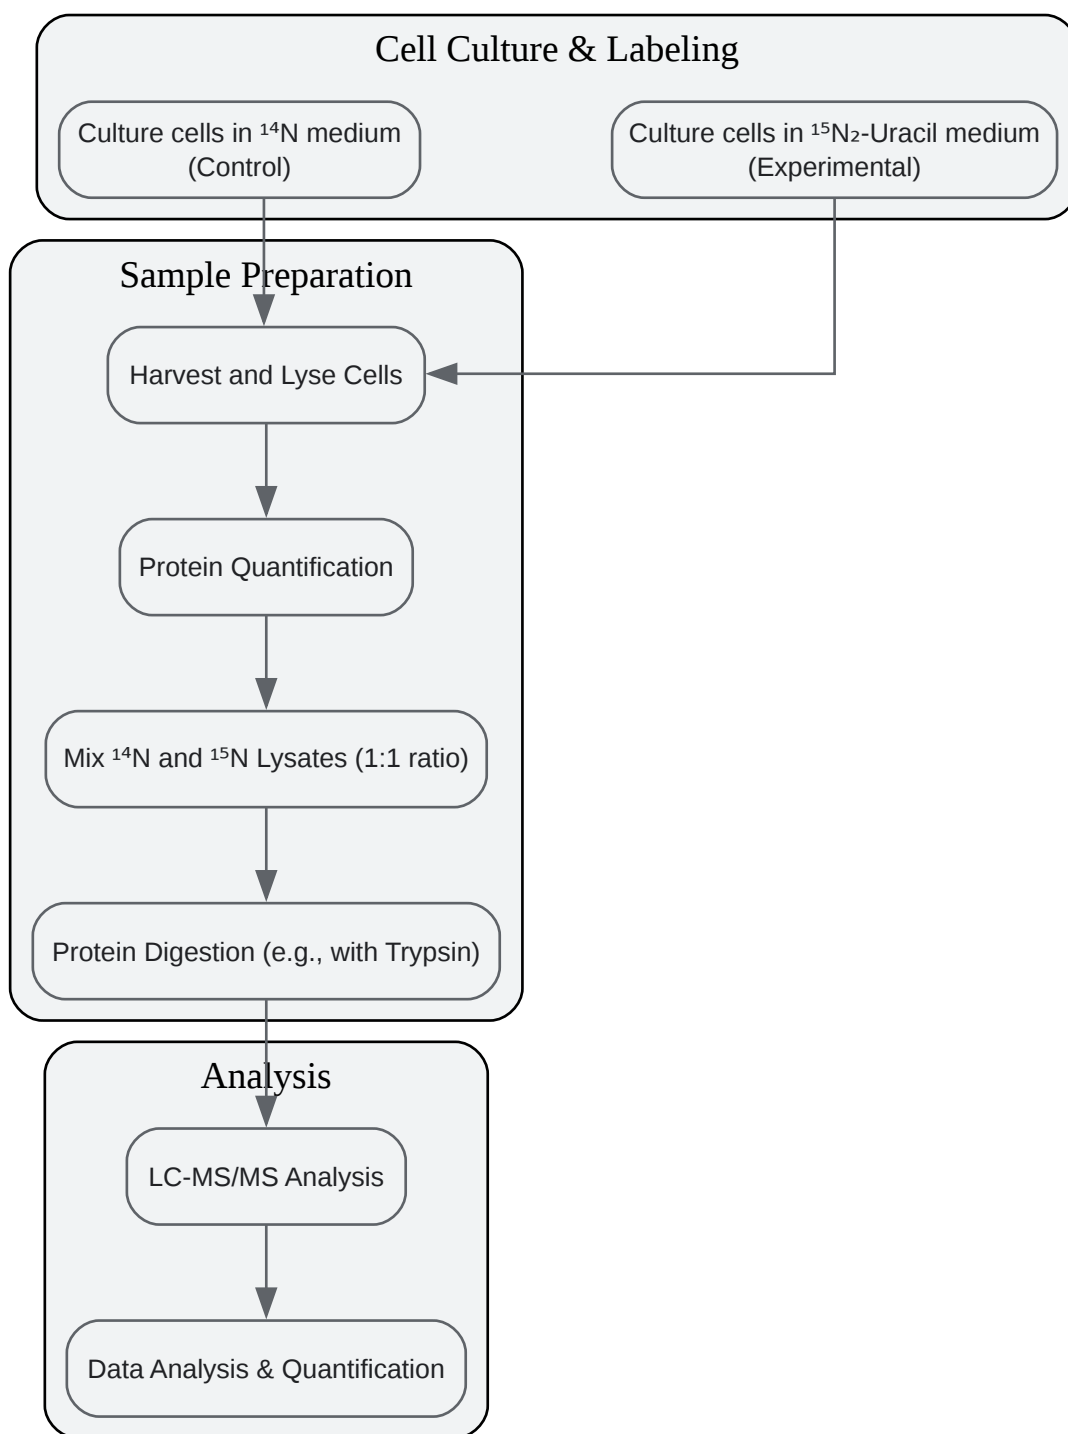 Cell Culture & Labeling
Culture cells in ¹⁴N medium
(Control)
Culture cells in ¹⁵N₂-Uracil medium
(Experimental)
Sample Preparation
Harvest and Lyse Cells
Protein Quantification
Mix ¹⁴N and ¹⁵N Lysates (1:1 ratio)
Protein Digestion (e.g., with Trypsin)
Analysis
LC-MS/MS Analysis
Data Analysis & Quantification